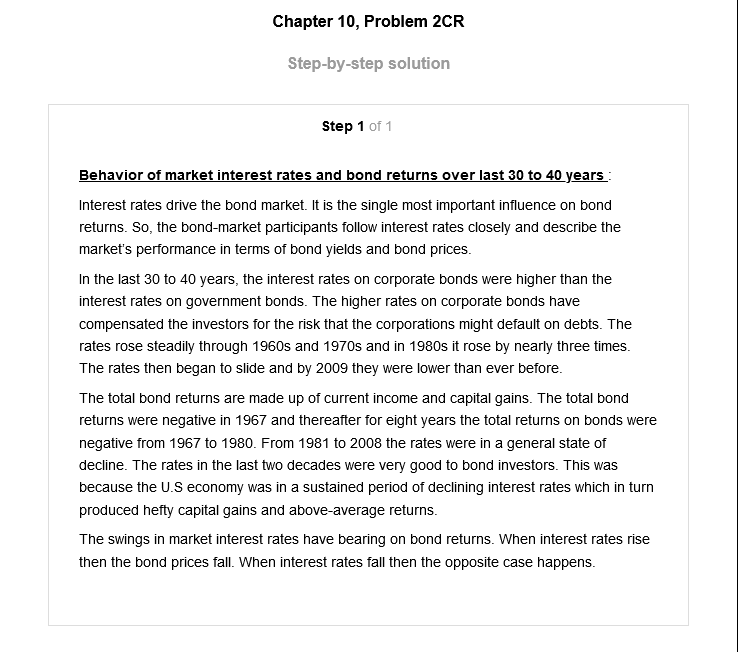 Chapter 10, Problem 2CR
Step-by-step solution
Step 1 of 1
Behavior of market interest rates and bond returns over last 30 to 40 years :
Interest rates drive the bond market. It is the single most important influence on bond
returns. So, the bond-market participants follow interest rates closely and describe the
market's performance in terms of bond yields and bond prices.
In the last 30 to 40 years, the interest rates on corporate bonds were higher than the
interest rates on government bonds. The higher rates on corporate bonds have
compensated the investors for the risk that the corporations might default on debts. The
rates rose steadily through 1960s and 1970s and in 1980s it rose by nearly three times.
The rates then began to slide and by 2009 they were lower than ever before.
The total bond returns are made up of current income and capital gains. The total bond
returns were negative in 1967 and thereafter for eight years the total returns on bonds were
negative from 1967 to 1980. From 1981 to 2008 the rates were in a general state of
decline. The rates in the last two decades were very good to bond investors. This was
because the U.S economy was in a sustained period of declining interest rates which in turn
produced hefty capital gains and above-average returns.
The swings in market interest rates have bearing on bond returns. When interest rates rise
then the bond prices fall. When interest rates fall then the opposite case happens.